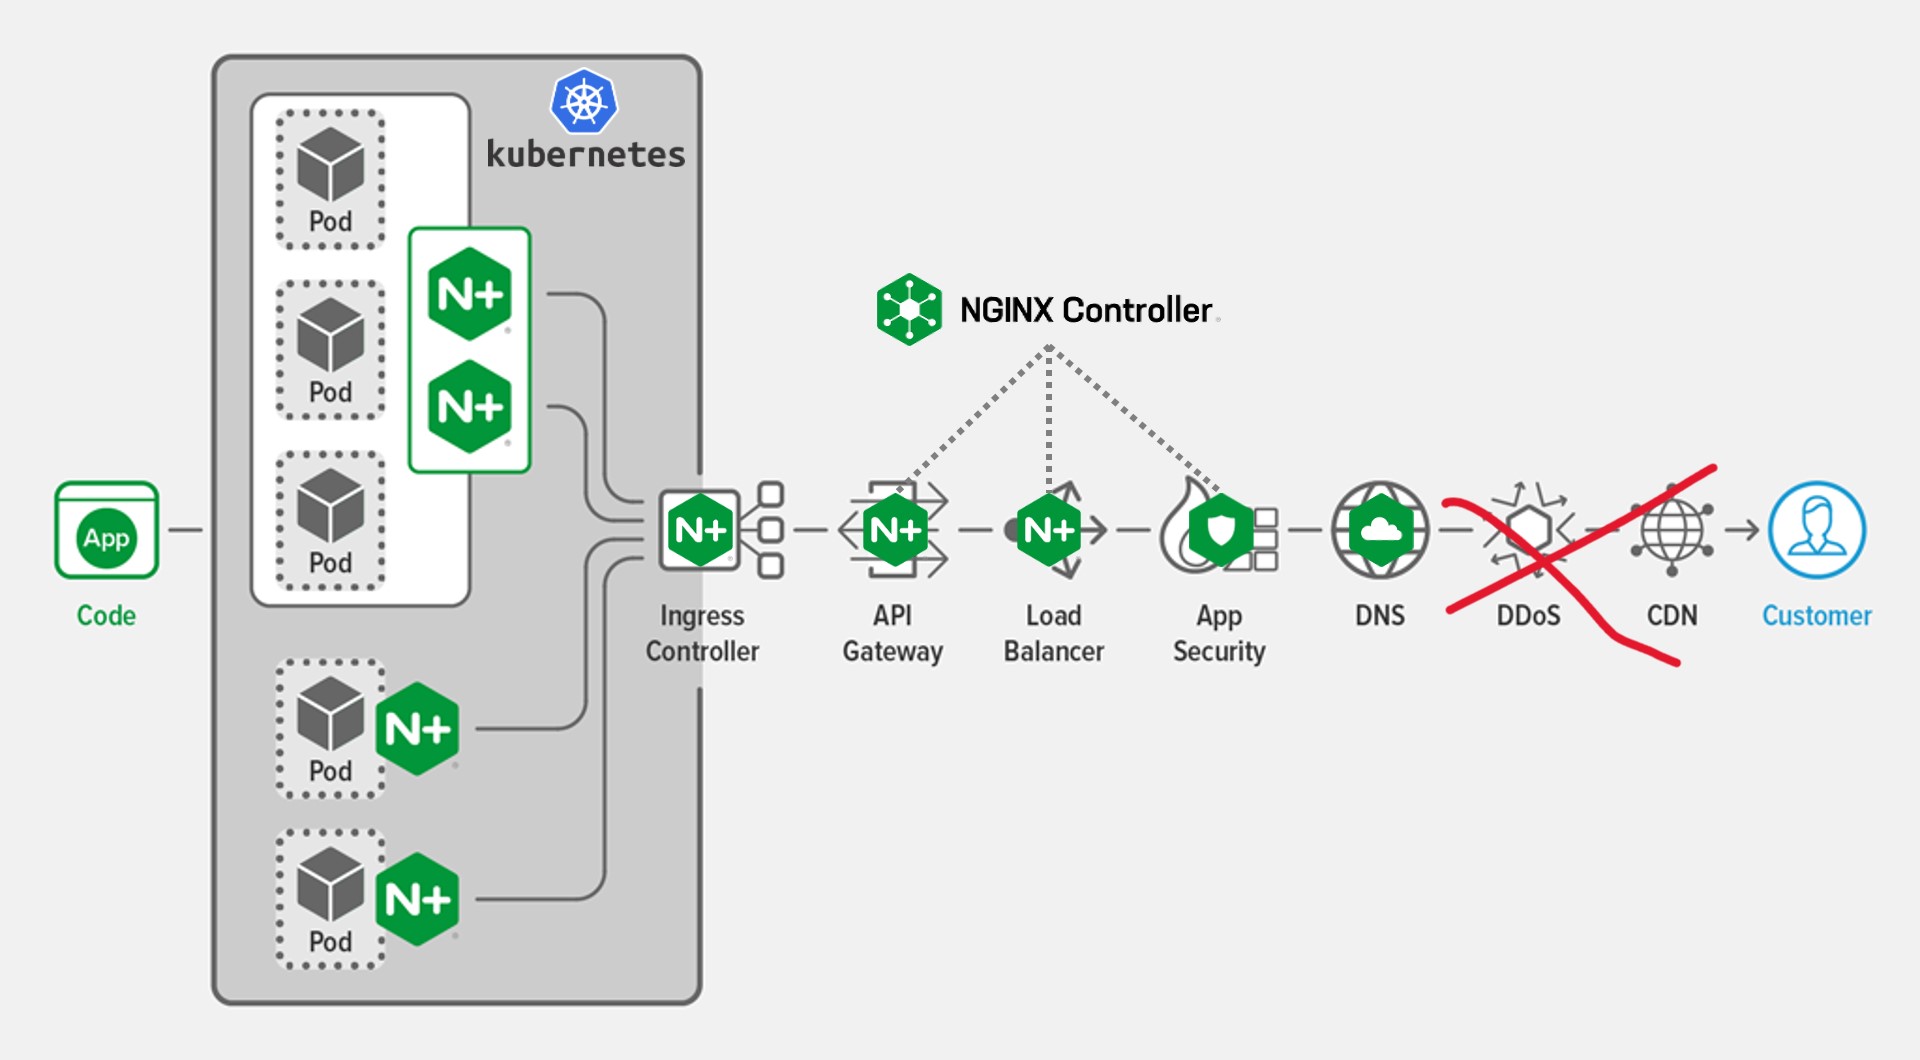 kubernetes
Pod
Pod
Pod
Pod
Pod
N+
N+
N+
N+
App
Code
N+
Ingress
Controller
NGINX Controller
N+
API
Gateway
N+
Load
Balancer
App
Security
DNS
DDoS
CDN
Customer